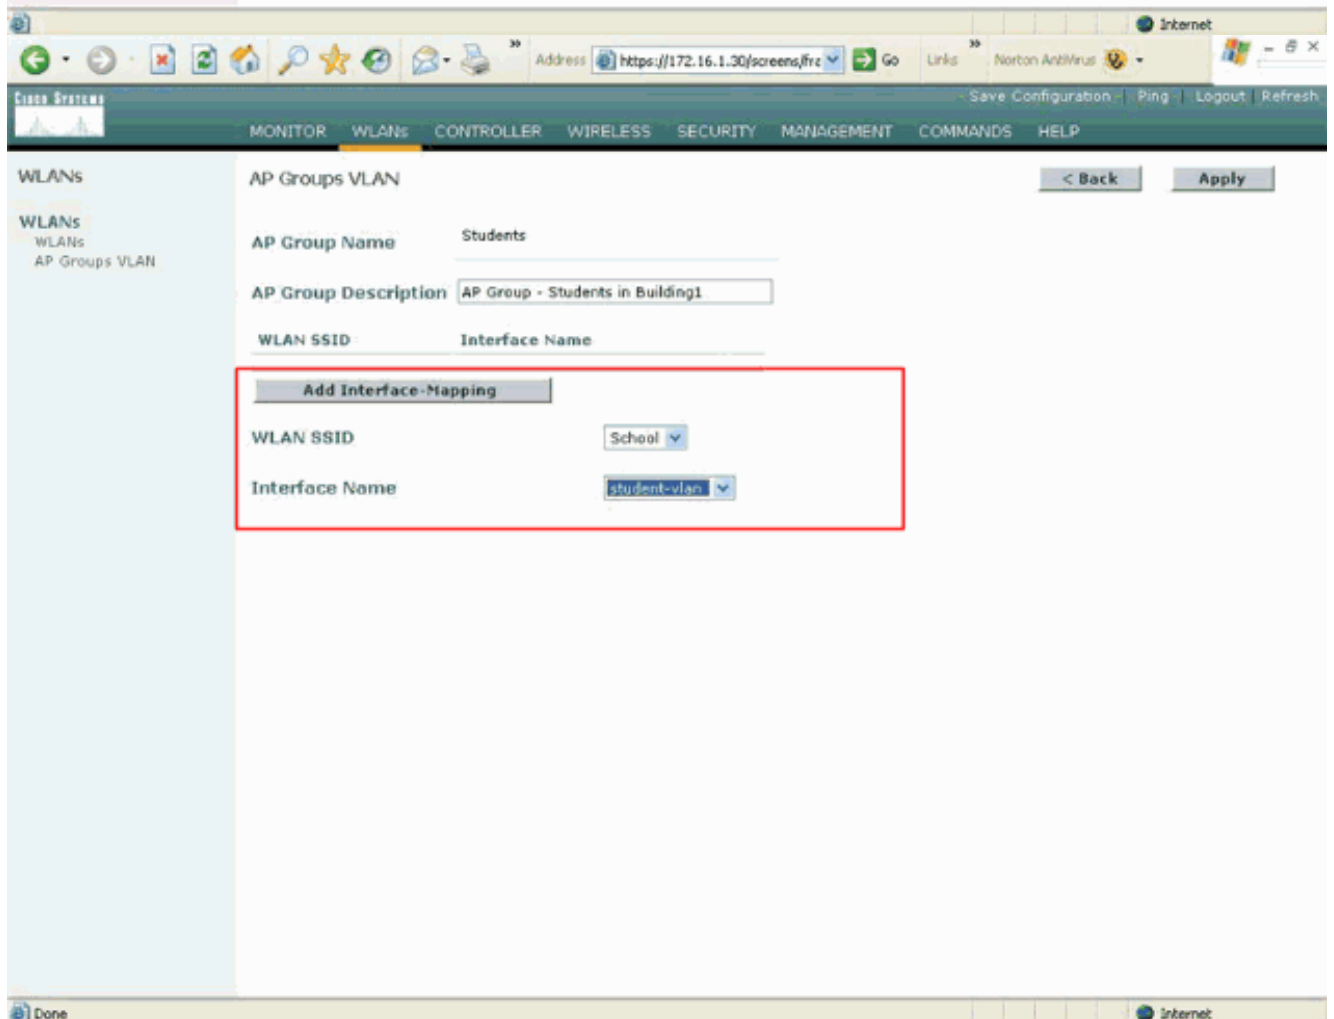 Internet
Address https://172.16.1.30/screens/fra Go Links Norton AntiVirus
CISCO SYSTEMS
Save Configuration | Ping | Logout | Refresh
MONITOR WLANs CONTROLLER WIRELESS SECURITY MANAGEMENT COMMANDS HELP
WLANs
WLANs
WLANs
AP Groups VLAN
AP Groups VLAN
< Back Apply
AP Group Name Students
AP Group Description AP Group - Students in Building1
WLAN SSID Interface Name
Add Interface-Mapping
WLAN SSID School
Interface Name student-vlan
Done Internet